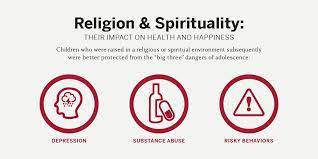 Religion & Spirituality:
THEIR IMPACT ON HEALTH AND HAPPINESS
Children who were raised in a religious or spiritual environment subsequently
were better protected from the "big three" dangers of adolescence:
DEPRESSION
SUBSTANCE ABUSE
RISKY BEHAVIORS